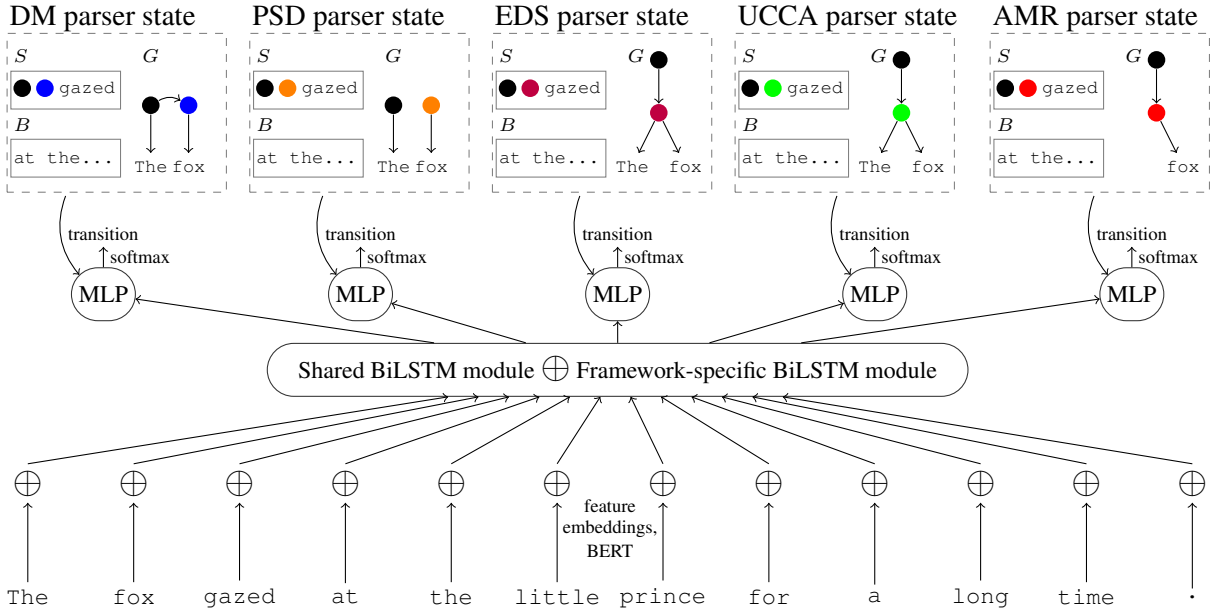 DM parser state PSD parser state EDS parser state UCCA parser state AMR parser state
S G S G S G S G S G
gazed gazed gazed gazed gazed
B B B B B
at the... at the... at the... at the... at the...
The fox The fox The fox The fox fox
transition transition transition transition transition
softmax softmax softmax softmax softmax
MLP MLP MLP MLP MLP
Shared BiLSTM module ⊕ Framework-specific BiLSTM module
feature
embeddings,
BERT
The fox gazed at the little prince for a long time .